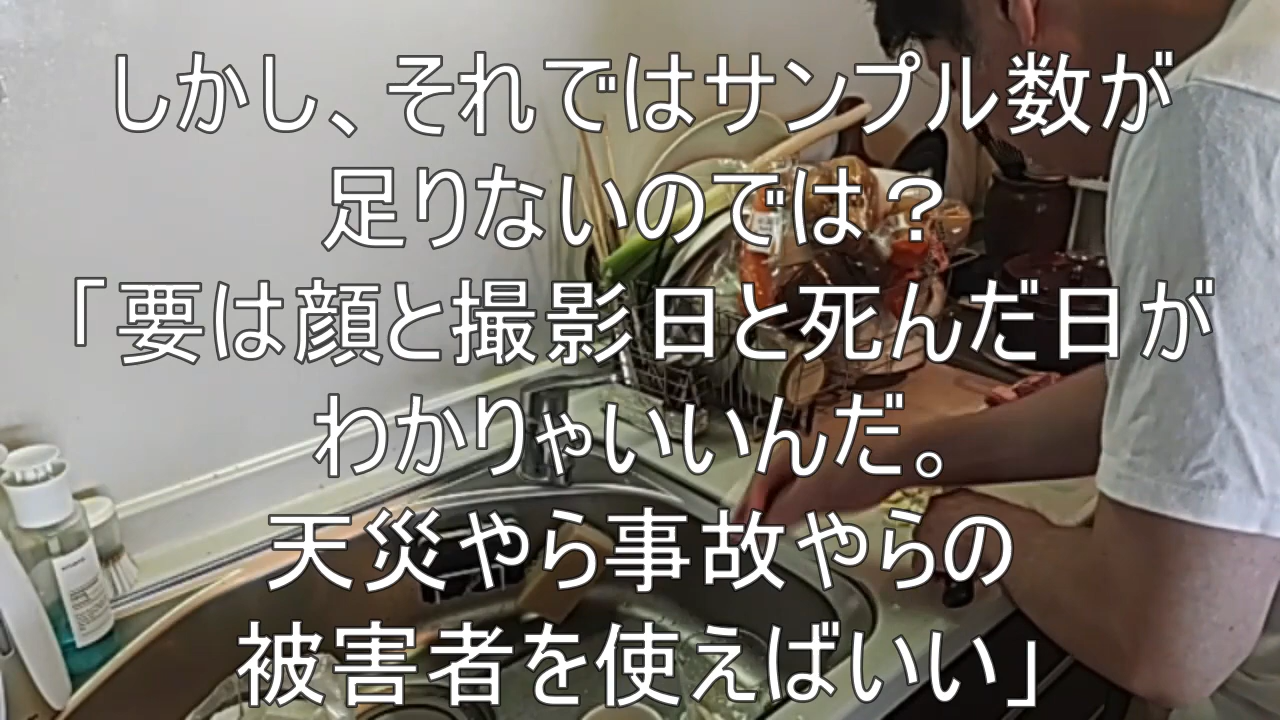 しかし、それではサンプル数が
足りないのでは？
「要は顔と撮影日と死んだ日が
わかりゃいいんだ。
天災やら事故やらの
被害者を使えばいい」